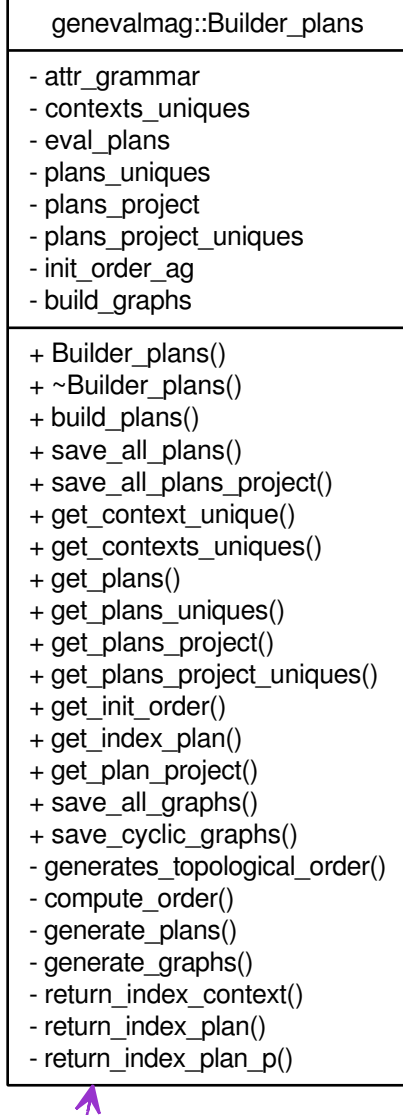 genevalmag::Builder_plans
- attr_grammar
- contexts_uniques
- eval_plans
- plans_uniques
- plans_project
- plans_project_uniques
- init_order_ag
- build_graphs
+ Builder_plans()
+ ~Builder_plans()
+ build_plans()
+ save_all_plans()
+ save_all_plans_project()
+ get_context_unique()
+ get_contexts_uniques()
+ get_plans()
+ get_plans_uniques()
+ get_plans_project()
+ get_plans_project_uniques()
+ get_init_order()
+ get_index_plan()
+ get_plan_project()
+ save_all_graphs()
+ save_cyclic_graphs()
- generates_topological_order()
- compute_order()
- generate_plans()
- generate_graphs()
- return_index_context()
- return_index_plan()
- return_index_plan_p()